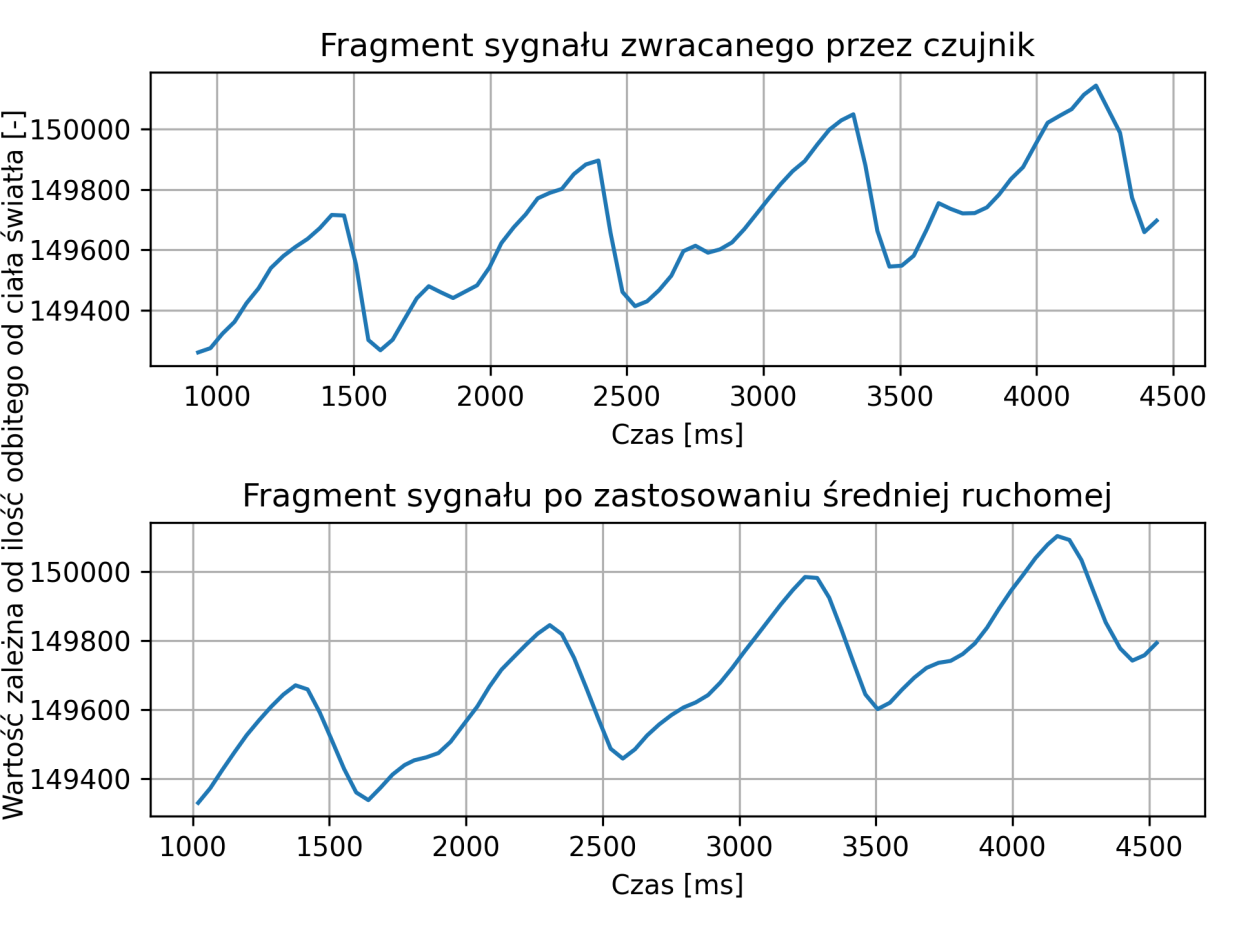 Fragment sygnału zwracanego przez czujnik
150000
149800
149600
149400
1000 1500 2000 2500 3000 3500 4000 4500
Czas [ms]
Wartość zależna od ilość odbitego od ciała światła [-]
Fragment sygnału po zastosowaniu średniej ruchomej
150000
149800
149600
149400
1000 1500 2000 2500 3000 3500 4000 4500
Czas [ms]